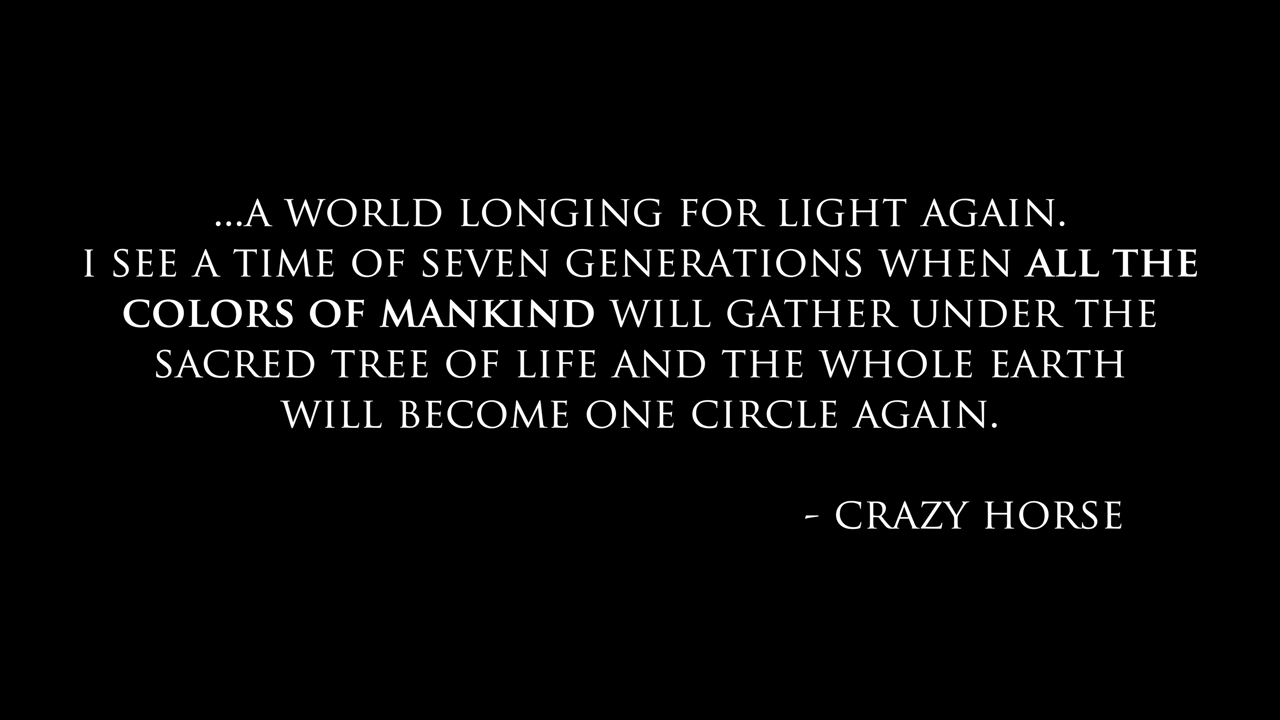 ...A WORLD LONGING FOR LIGHT AGAIN.
I SEE A TIME OF SEVEN GENERATIONS WHEN ALL THE
COLORS OF MANKIND WILL GATHER UNDER THE
SACRED TREE OF LIFE AND THE WHOLE EARTH
WILL BECOME ONE CIRCLE AGAIN.
- CRAZY HORSE